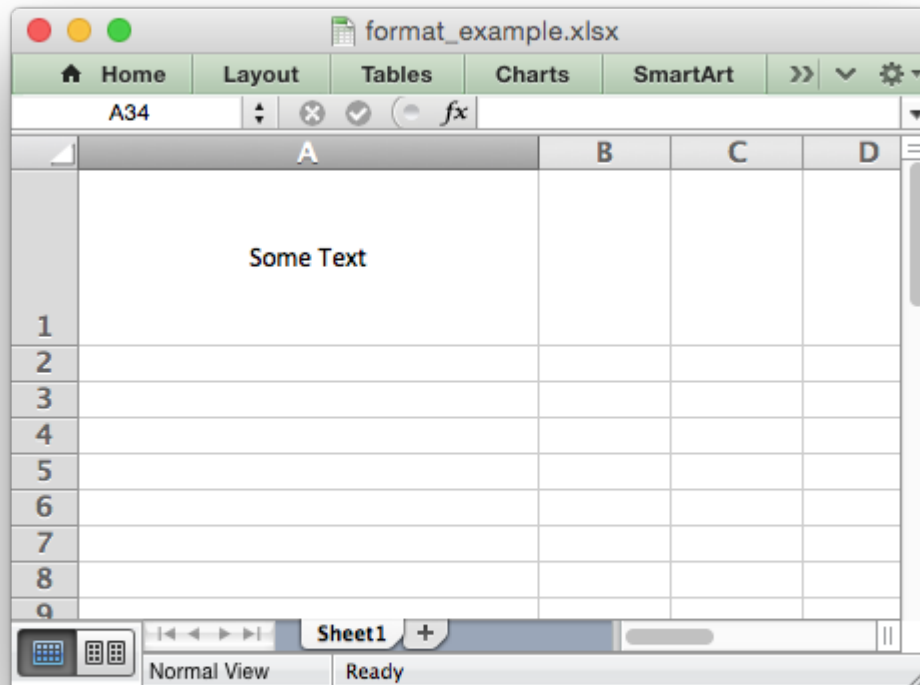 format_example.xlsx
Home Layout Tables Charts SmartArt
A34 fx
A B C D
Some Text
1
2
3
4
5
6
7
8
9
Sheet1 +
Normal View Ready